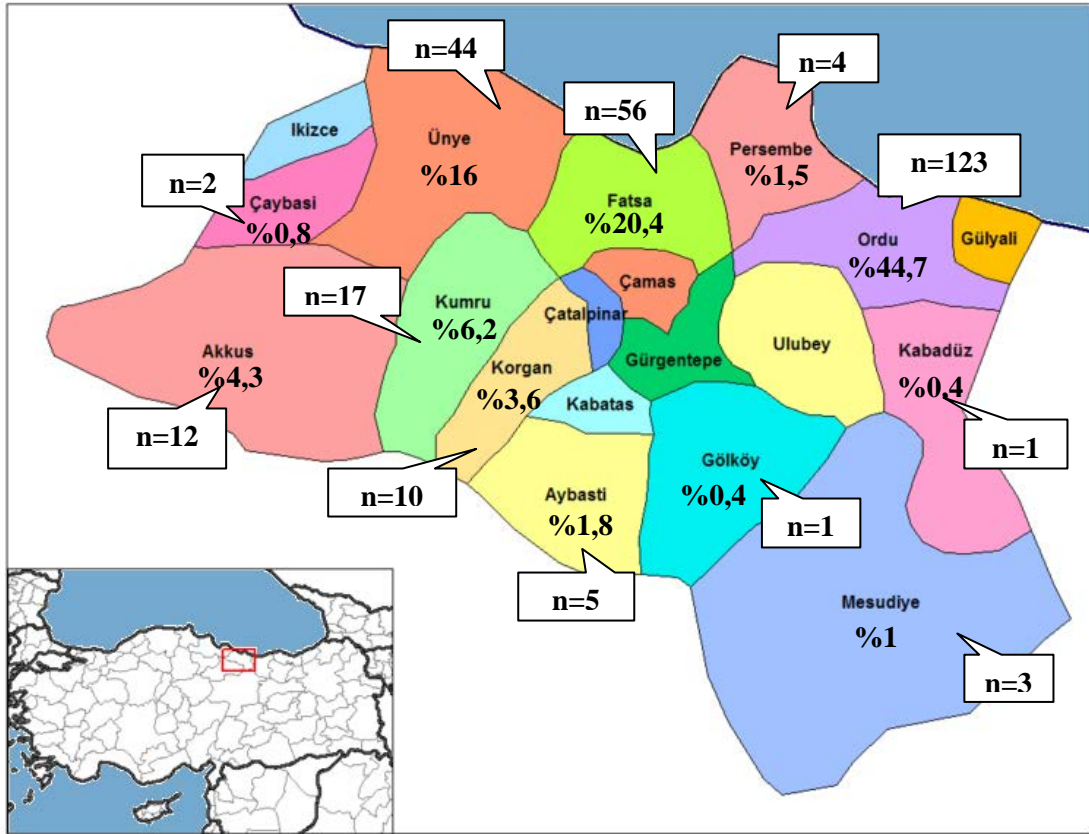 n=44
n=4
n=56
Ikizce
Ünye
%16
Persembe
%1,5
n=123
n=2
Çaybasi
%0,8
Fatsa
%20,4
Ordu
%44,7
Gülyali
n=17
Kumru
%6,2
Çamas
Çatalpinar
Ulubey
Kabadüz
%0,4
Akkus
%4,3
Korgan
%3,6
Gürgentepe
Kabatas
n=12
n=1
n=10
Gölköy
%0,4
Aybasti
%1,8
n=1
n=5
Mesudiye
%1
n=3